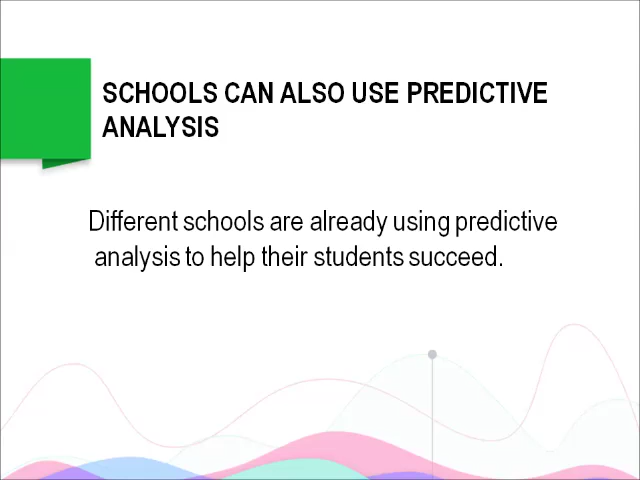 SCHOOLS CAN ALSO USE PREDICTIVE
ANALYSIS
Different schools are already using predictive
analysis to help their students succeed.